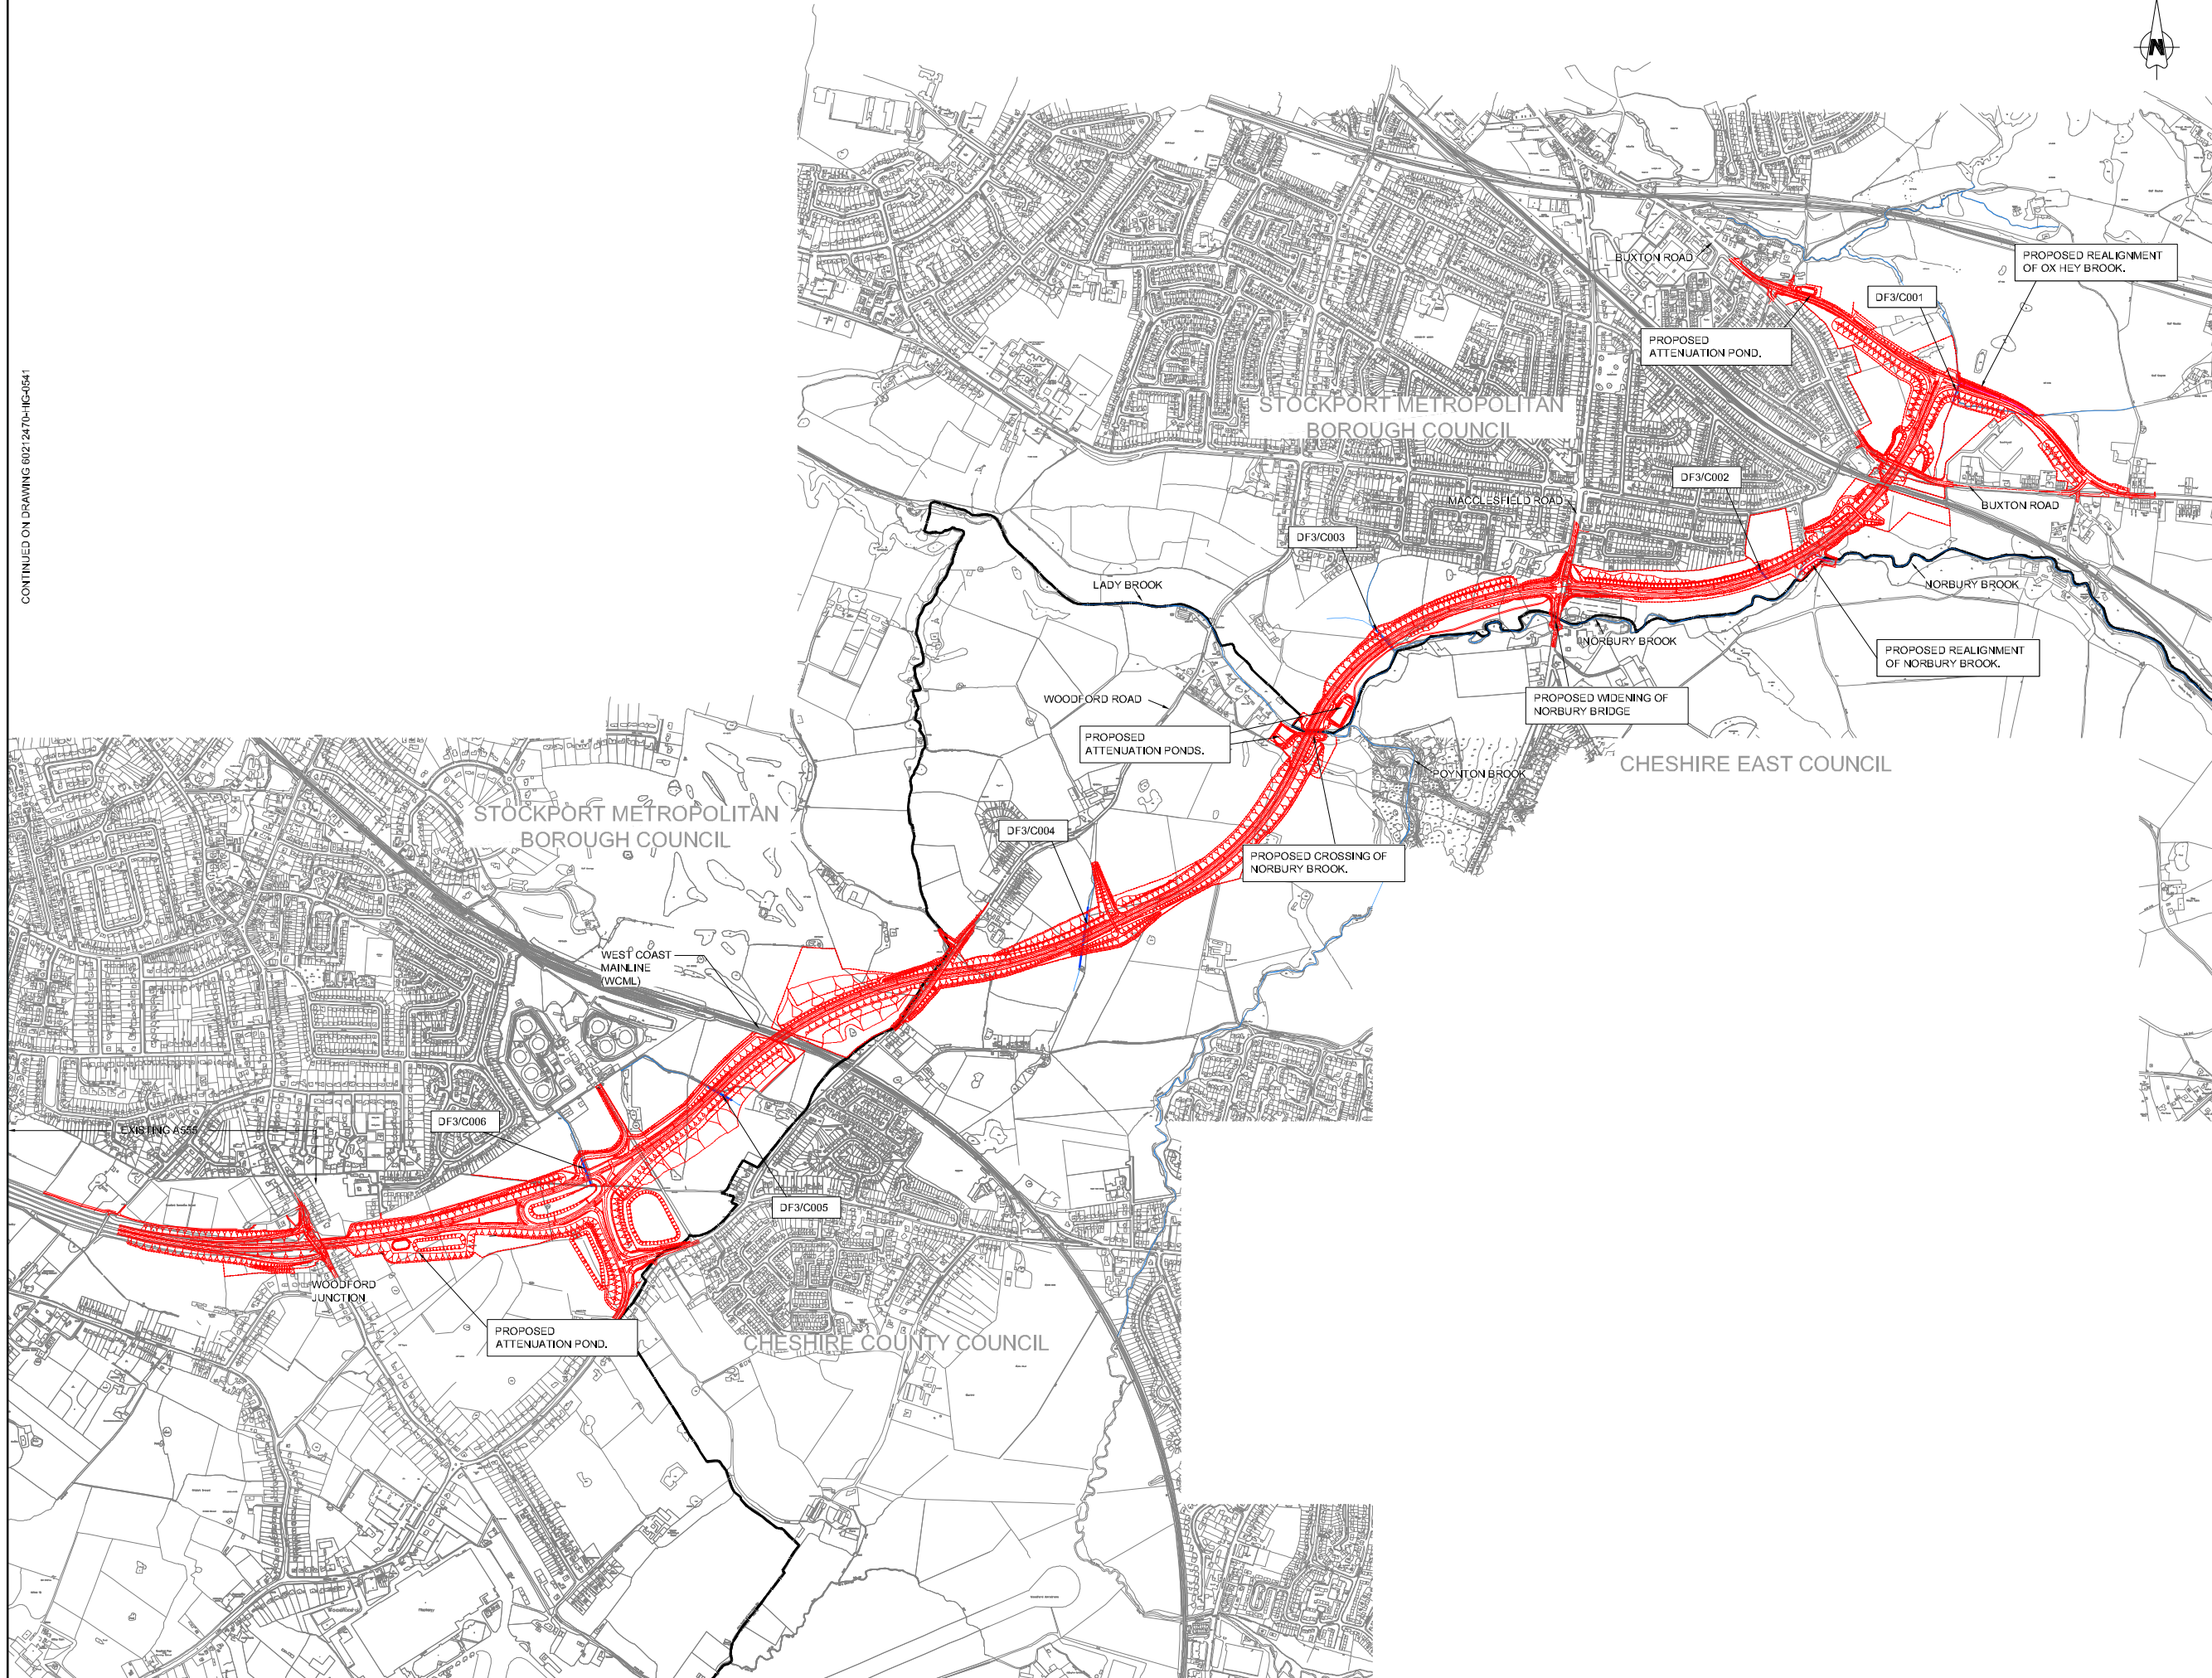 N
CONTINUED ON DRAWING 60212470-HIG-0541
BUXTON ROAD
PROPOSED REALIGNMENT
OF OX HEY BROOK.
DF3/C001
PROPOSED
ATTENUATION POND.
STOCKPORT METROPOLITAN
BOROUGH COUNCIL
DF3/C002
MACCLESFIELD ROAD
BUXTON ROAD
DF3/C003
LADY BROOK
NORBURY BROOK
NORBURY BROOK
PROPOSED REALIGNMENT
OF NORBURY BROOK.
WOODFORD ROAD
PROPOSED WIDENING OF
NORBURY BRIDGE
PROPOSED
ATTENUATION PONDS.
CHESHIRE EAST COUNCIL
POYNTON BROOK
STOCKPORT METROPOLITAN
BOROUGH COUNCIL
DF3/C004
PROPOSED CROSSING OF
NORBURY BROOK.
WEST COAST
MAINLINE
(WCML)
DF3/C006
EXISTING A555
DF3/C005
WOODFORD
JUNCTION
PROPOSED
ATTENUATION POND.
CHESHIRE COUNTY COUNCIL